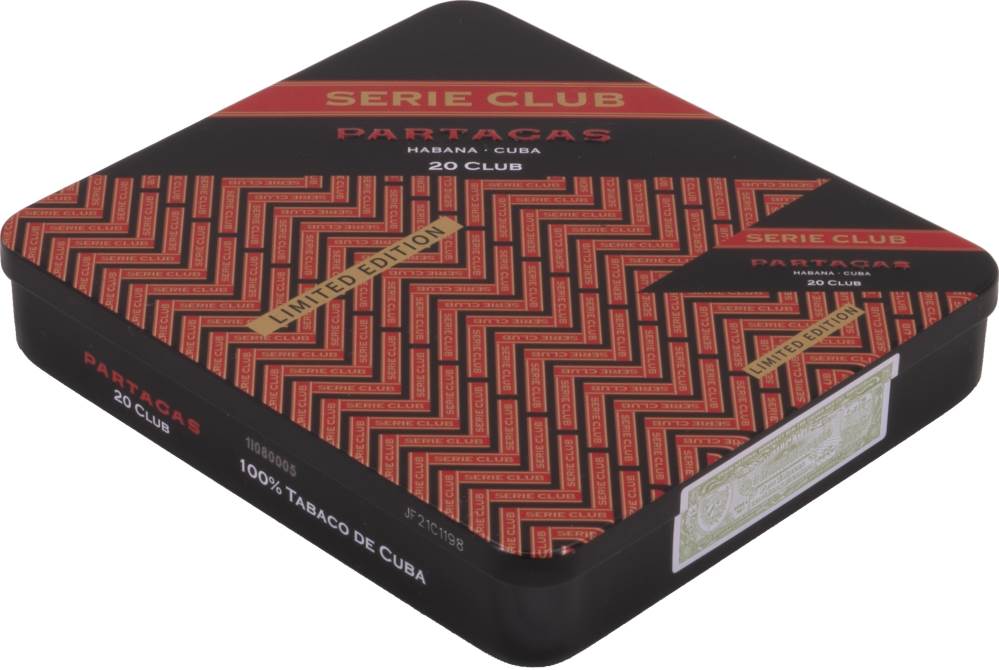 SERIE CLUB
PARTAGAS
HABANA · CUBA
20 CLUB
LIMITED EDITION
SERIE CLUB
PARTAGAS
HABANA · CUBA
20 CLUB
LIMITED EDITION
PARTAGAS
20 CLUB
11080005
100% TABACO DE CUBA
JF21C1198